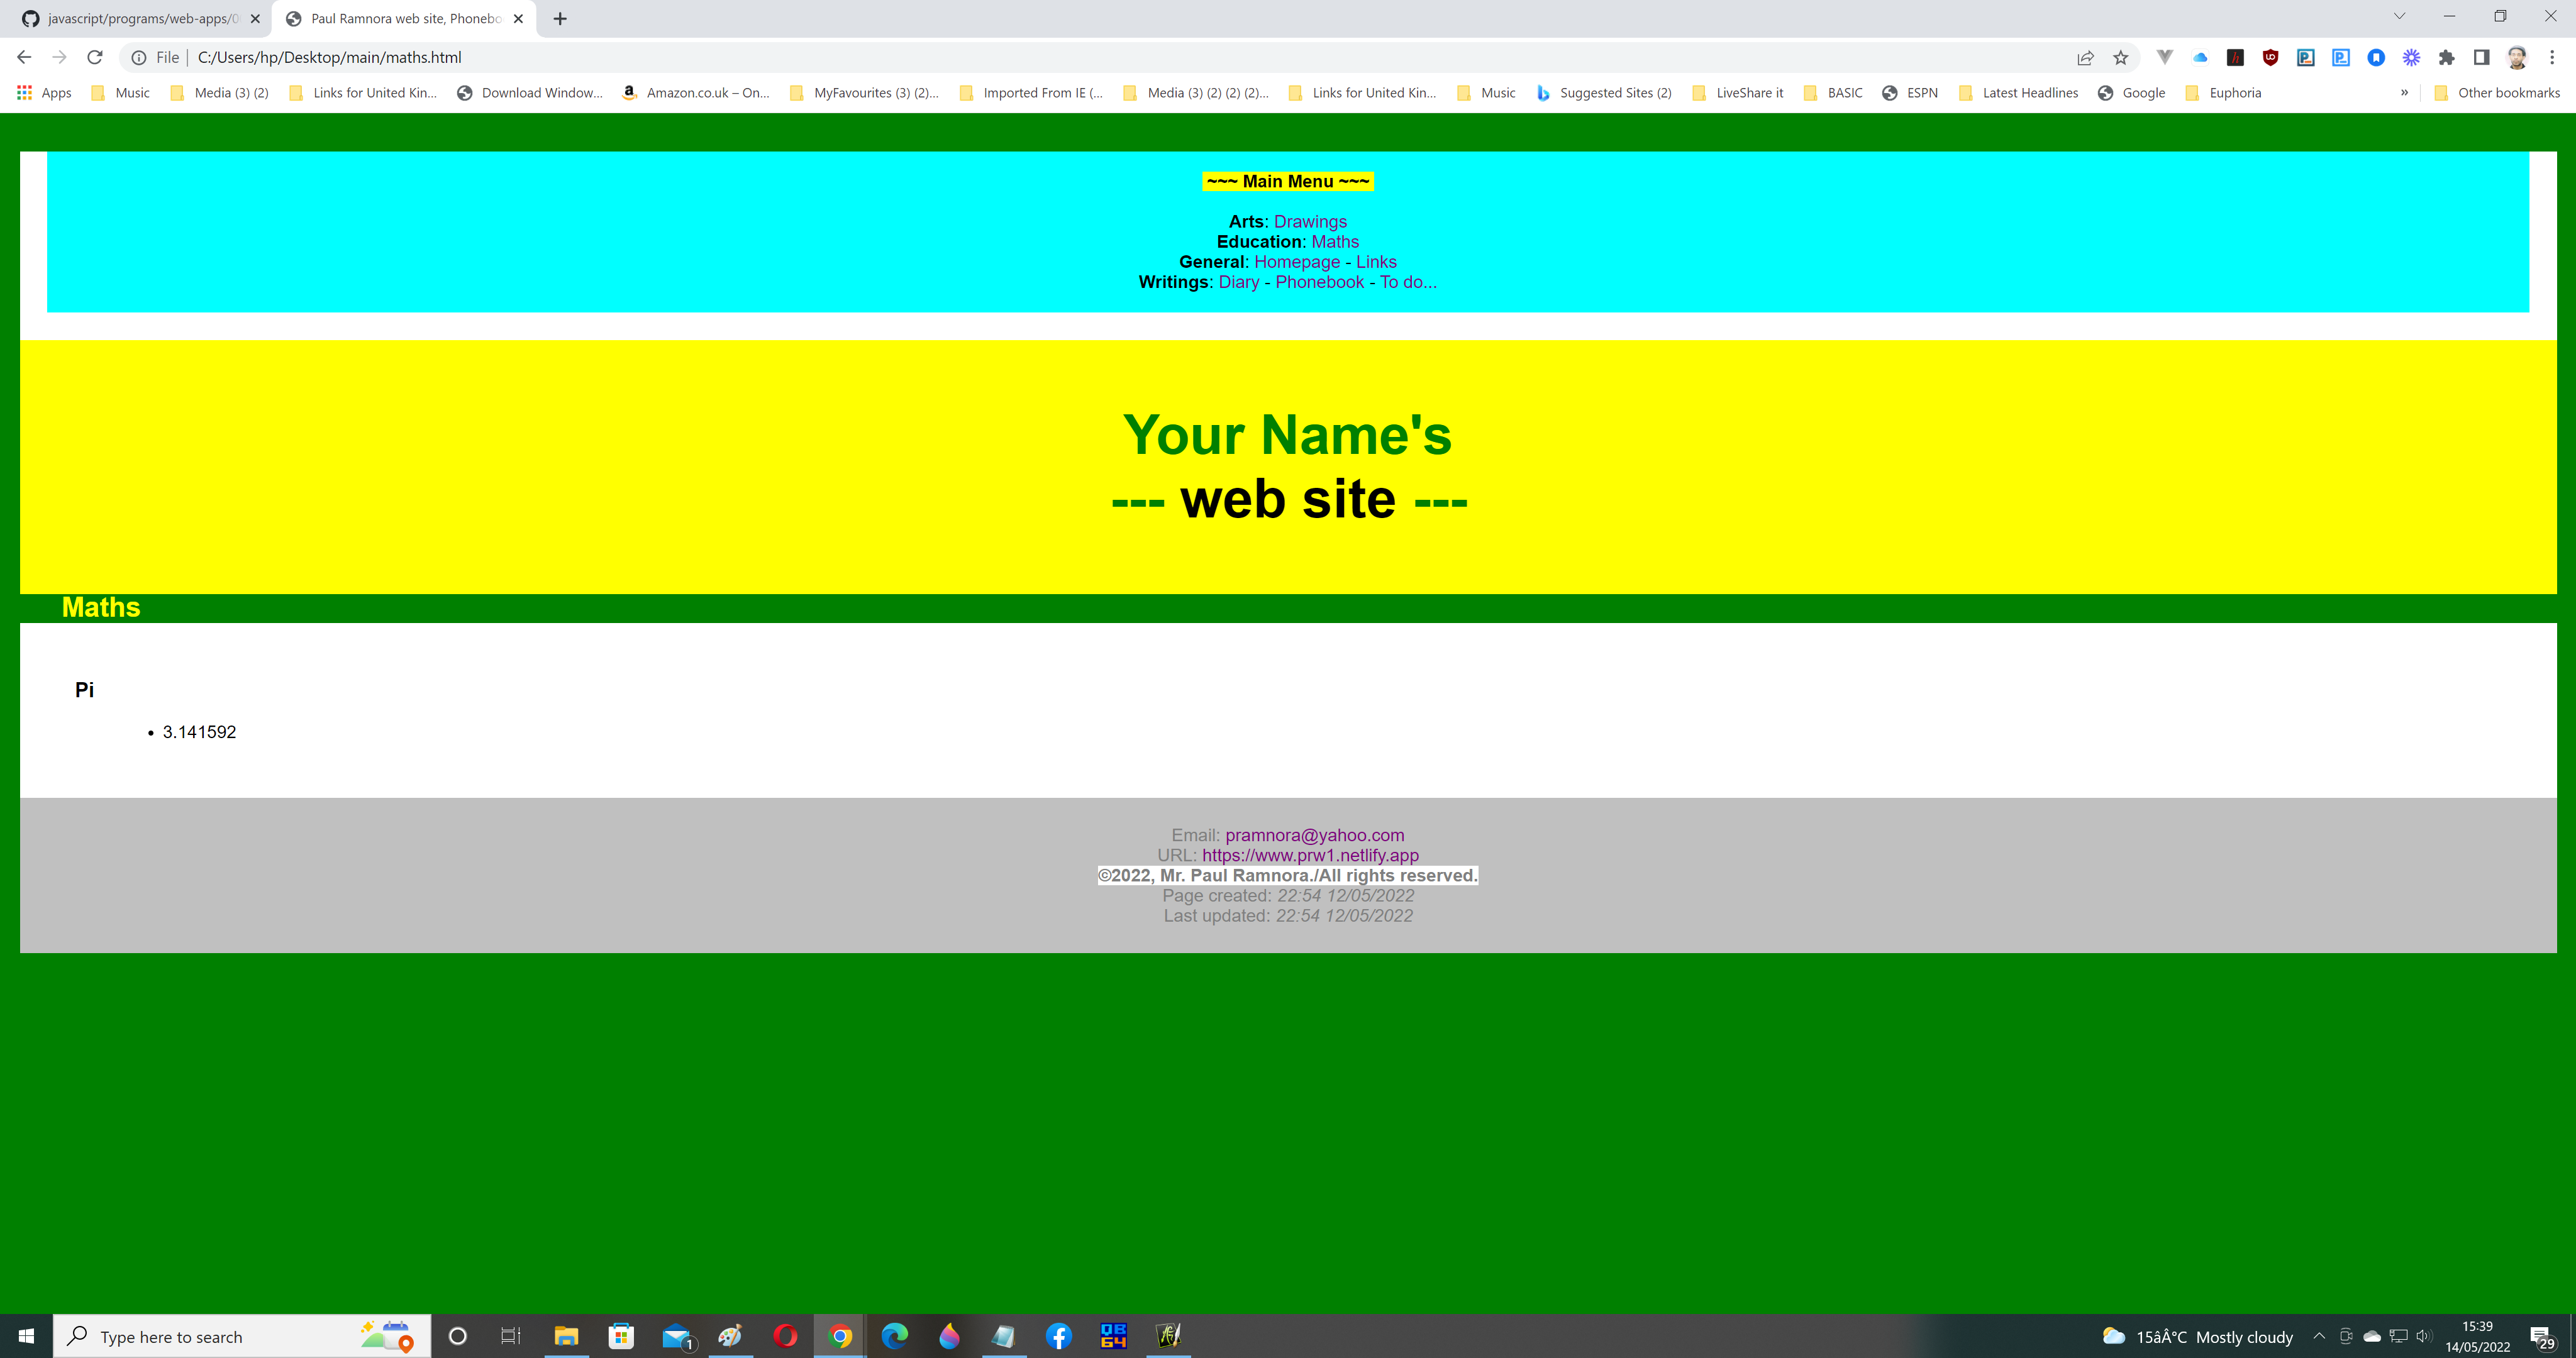 javascript/programs/web-apps/0
Paul Ramnora web site, Phonebo
File | C:/Users/hp/Desktop/main/maths.html
Apps Music Media (3) (2) Links for United Kin... Download Window... Amazon.co.uk – On... MyFavourites (3) (2)... Imported From IE (... Media (3) (2) (2) (2)... Links for United Kin... Music Suggested Sites (2) LiveShare it BASIC ESPN Latest Headlines Google Euphoria » Other bookmarks
~~~ Main Menu ~~~
Arts: Drawings
Education: Maths
General: Homepage - Links
Writings: Diary - Phonebook - To do...
Your Name's
--- web site ---
Maths
Pi
• 3.141592
Email: pramnora@yahoo.com
URL: https://www.prw1.netlify.app
©2022, Mr. Paul Ramnora./All rights reserved.
Page created: 22:54 12/05/2022
Last updated: 22:54 12/05/2022
Type here to search
1
QB
64
15âÂ°C Mostly cloudy
15:39
14/05/2022
29